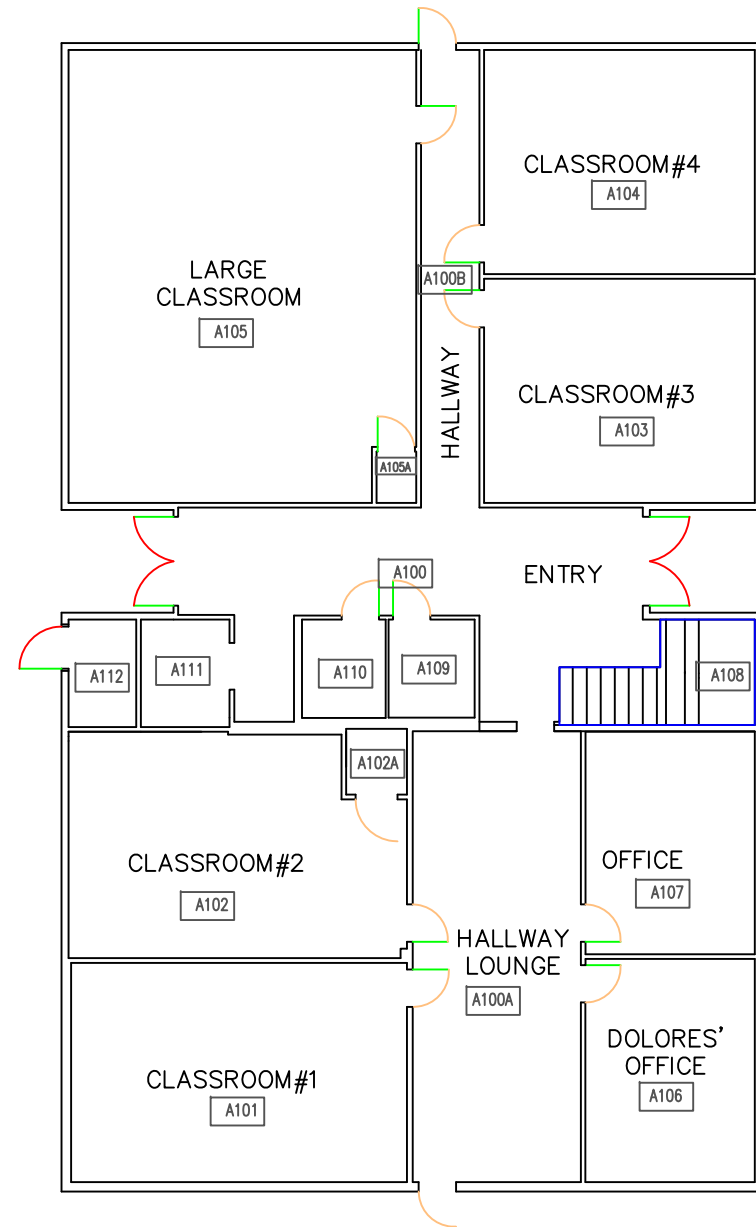 CLASSROOM#4
A104
A100B
LARGE
CLASSROOM
A105
HALLWAY
CLASSROOM#3
A103
A105A
A100
ENTRY
A112
A111
A110
A109
A108
A102A
CLASSROOM#2
A102
OFFICE
A107
HALLWAY
LOUNGE
A100A
CLASSROOM#1
A101
DOLORES'
OFFICE
A106